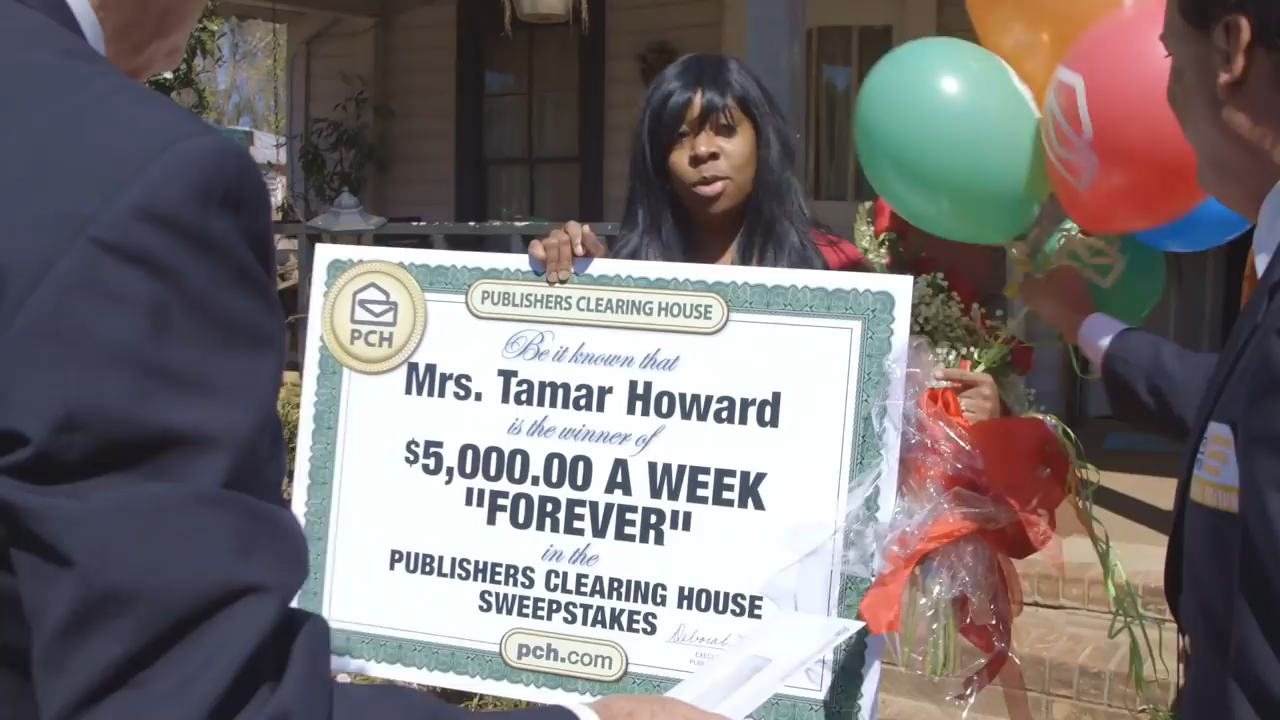 PUBLISHERS CLEARING HOUSE
PCH
Be it known that
Mrs. Tamar Howard
is the winner of
$5,000.00 A WEEK
"FOREVER"
in the
PUBLISHERS CLEARING HOUSE
SWEEPSTAKES
Deborah
pch.com